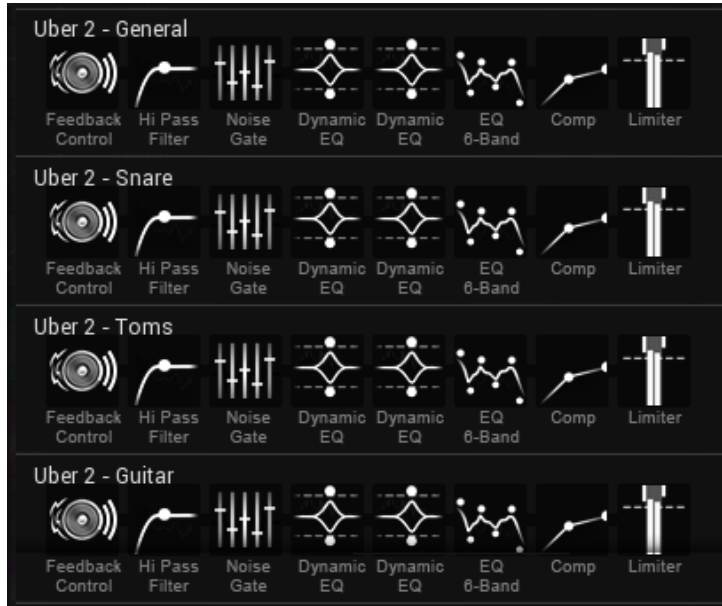 Uber 2 - General
Feedback Control Hi Pass Filter Noise Gate Dynamic EQ Dynamic EQ EQ 6-Band Comp Limiter
Uber 2 - Snare
Feedback Control Hi Pass Filter Noise Gate Dynamic EQ Dynamic EQ EQ 6-Band Comp Limiter
Uber 2 - Toms
Feedback Control Hi Pass Filter Noise Gate Dynamic EQ Dynamic EQ EQ 6-Band Comp Limiter
Uber 2 - Guitar
Feedback Control Hi Pass Filter Noise Gate Dynamic EQ Dynamic EQ EQ 6-Band Comp Limiter